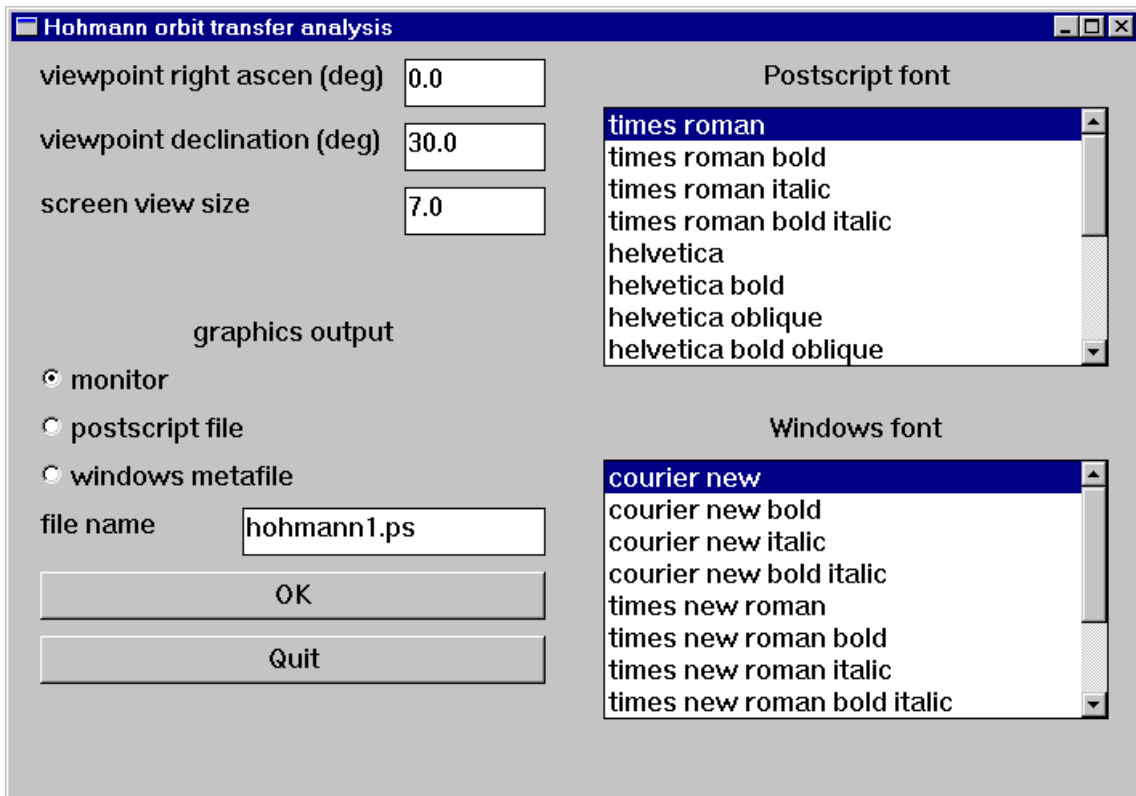 Hohmann orbit transfer analysis
viewpoint right ascen (deg)
0.0
viewpoint declination (deg)
30.0
screen view size
7.0
graphics output
monitor
postscript file
windows metafile
file name
hohmann1.ps
OK
Quit
Postscript font
times roman
times roman bold
times roman italic
times roman bold italic
helvetica
helvetica bold
helvetica oblique
helvetica bold oblique
Windows font
courier new
courier new bold
courier new italic
courier new bold italic
times new roman
times new roman bold
times new roman italic
times new roman bold italic